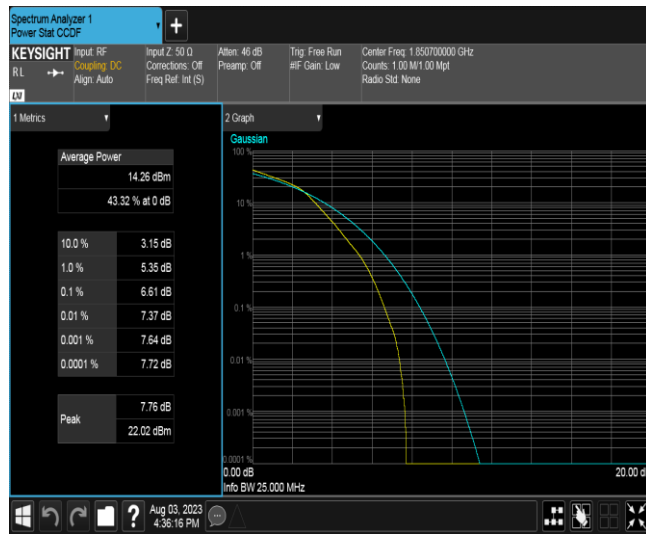 Spectrum Analyzer 1
Power Stat CCDF
+
KEYSIGHT
RL
LXI
Input: RF
Coupling: DC
Align: Auto
Input Z: 50 Ω
Corrections: Off
Freq Ref: Int (S)
Atten: 46 dB
Preamp: Off
Trig: Free Run
#IF Gain: Low
Center Freq: 1.850700000 GHz
Counts: 1.00 M/1.00 Mpt
Radio Std: None
1 Metrics
Average Power
14.26 dBm
43.32 % at 0 dB
10.0 % 3.15 dB
1.0 % 5.35 dB
0.1 % 6.61 dB
0.01 % 7.37 dB
0.001 % 7.64 dB
0.0001 % 7.72 dB
Peak
7.76 dB
22.02 dBm
2 Graph
Gaussian
100 %
10 %
1 %
0.1 %
0.01 %
0.001 %
0.0001 %
0.00 dB
20.00 d
Info BW 25.000 MHz
?
Aug 03, 2023
4:36:16 PM